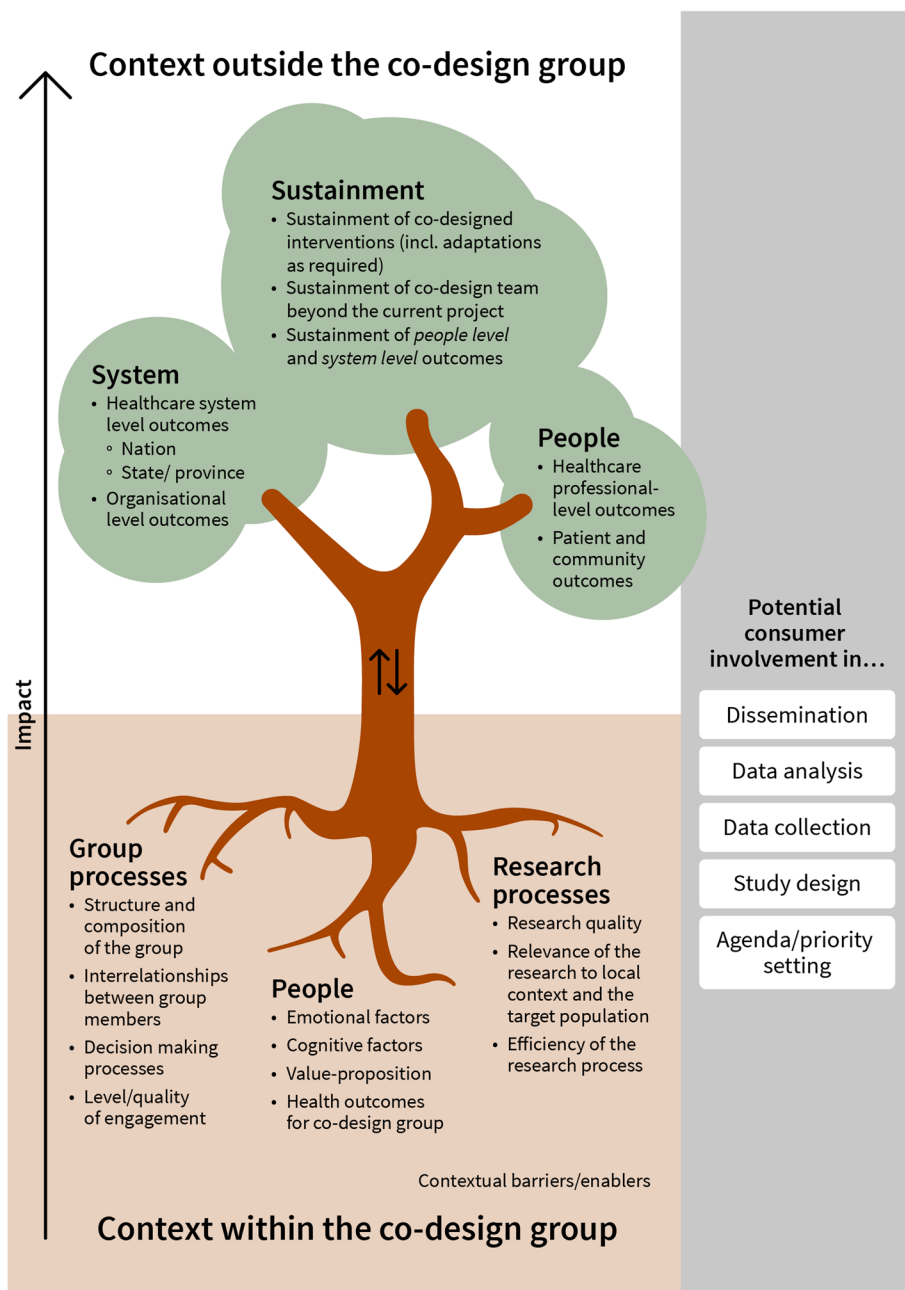 Context outside the co-design group
Sustainment
• Sustainment of co-designed
interventions (incl. adaptations
as required)
• Sustainment of co-design team
beyond the current project
• Sustainment of people level
and system level outcomes
System
• Healthcare system
level outcomes
◦ Nation
◦ State/ province
• Organisational
level outcomes
People
• Healthcare
professional-
level outcomes
• Patient and
community
outcomes
Impact
Group
processes
• Structure and
composition
of the group
• Interrelationships
between group
members
• Decision making
processes
• Level/quality
of engagement
People
• Emotional factors
• Cognitive factors
• Value-proposition
• Health outcomes
for co-design group
Research
processes
• Research quality
• Relevance of the
research to local
context and the
target population
• Efficiency of the
research process
Contextual barriers/enablers
Context within the co-design group
Potential
consumer
involvement in...
Dissemination
Data analysis
Data collection
Study design
Agenda/priority
setting